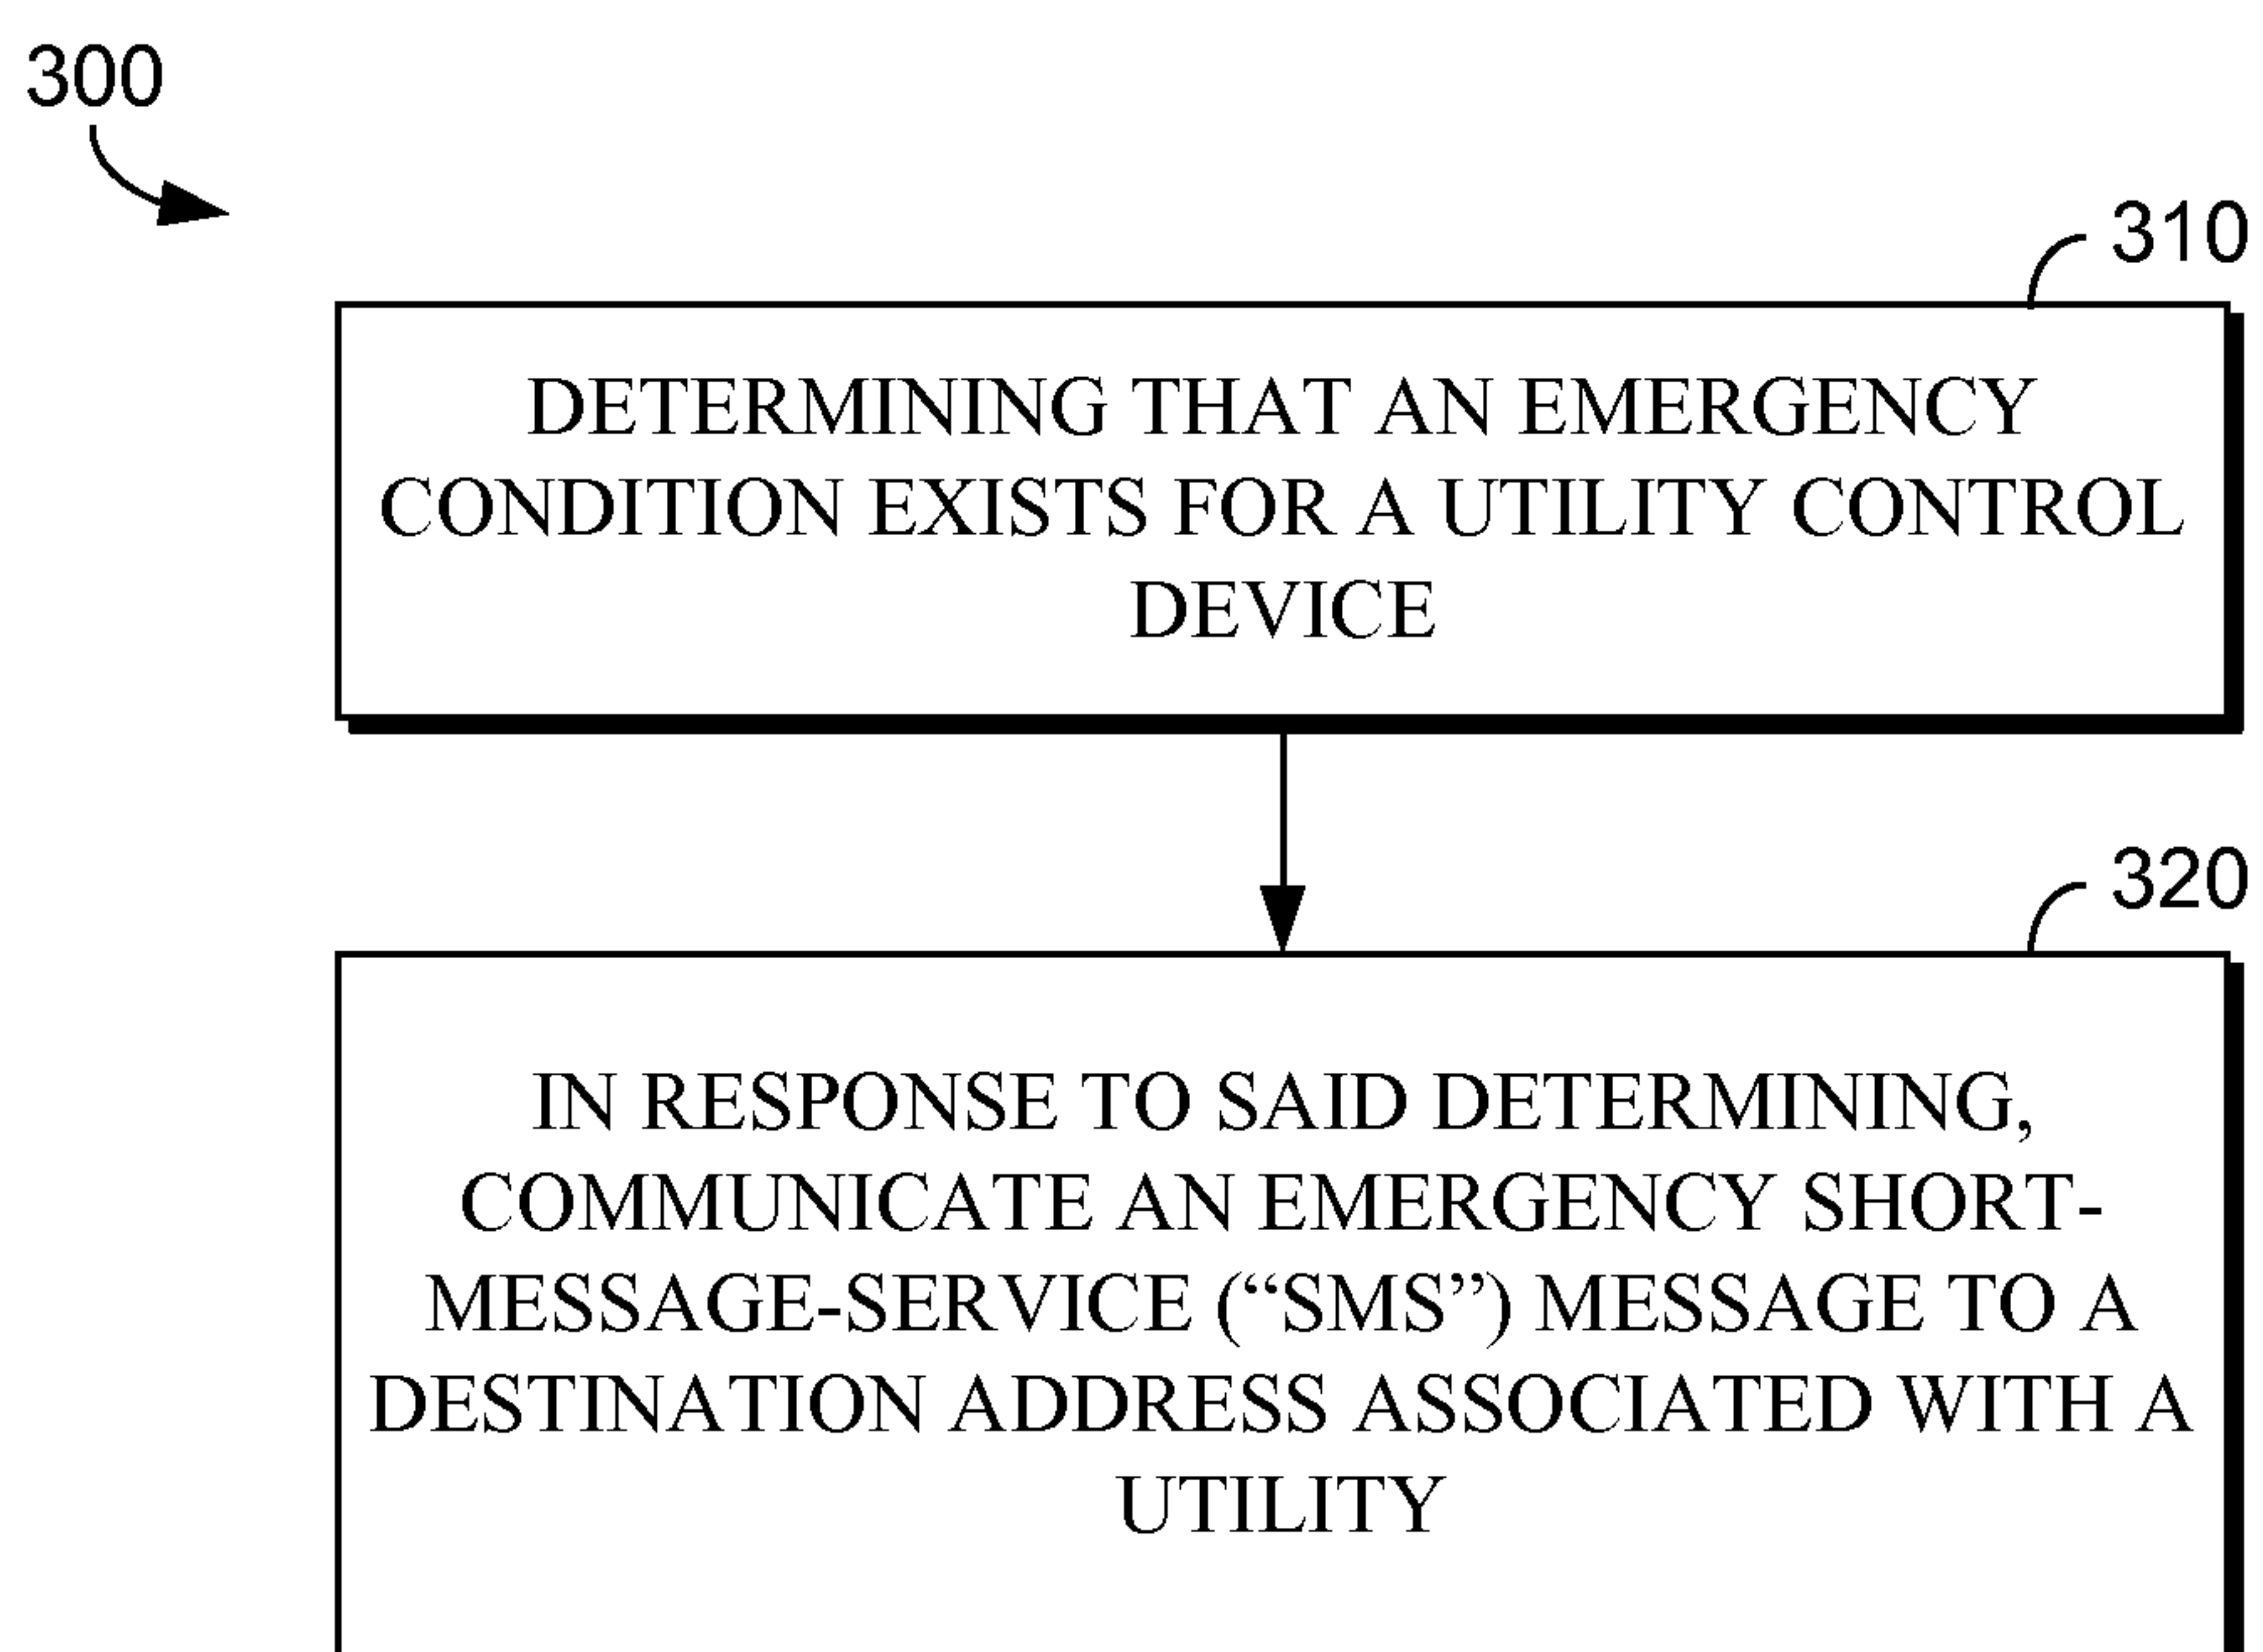 300
310
DETERMINING THAT AN EMERGENCY
CONDITION EXISTS FOR A UTILITY CONTROL
DEVICE
320
IN RESPONSE TO SAID DETERMINING,
COMMUNICATE AN EMERGENCY SHORT-
MESSAGE-SERVICE (“SMS”) MESSAGE TO A
DESTINATION ADDRESS ASSOCIATED WITH A
UTILITY